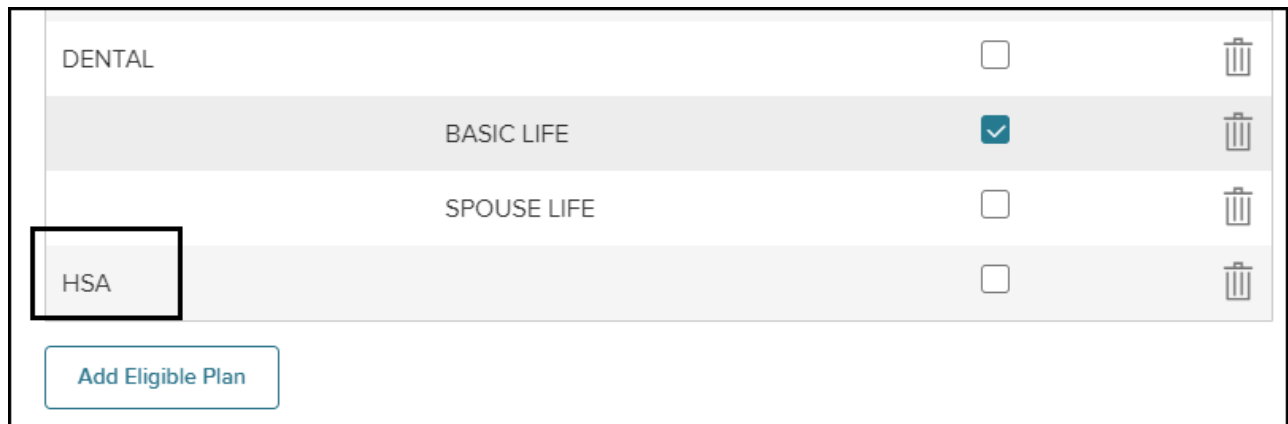 DENTAL
BASIC LIFE
SPOUSE LIFE
HSA
Add Eligible Plan